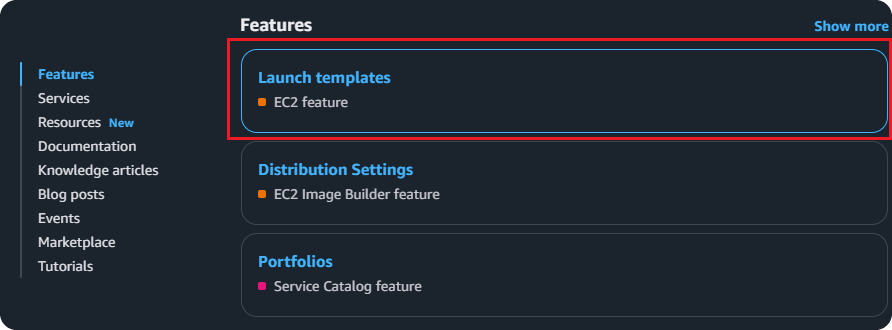 Features
Show more
Features
Services
Resources New
Documentation
Knowledge articles
Blog posts
Events
Marketplace
Tutorials
Launch templates
EC2 feature
Distribution Settings
EC2 Image Builder feature
Portfolios
Service Catalog feature